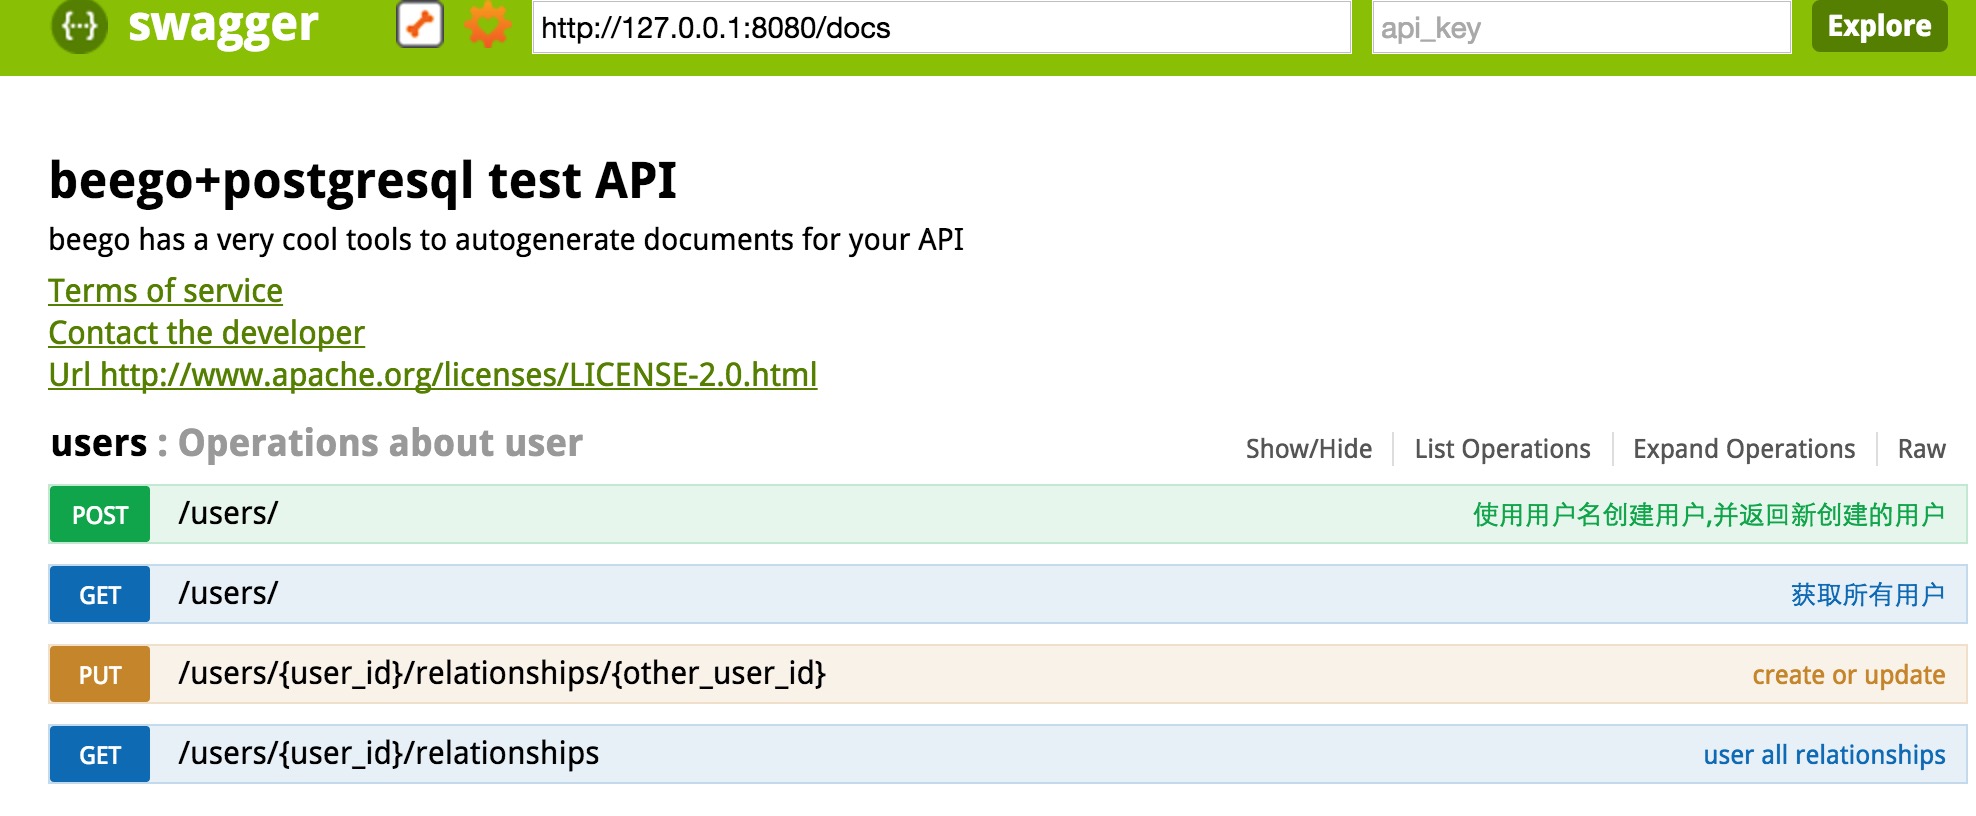 {···} swagger http://127.0.0.1:8080/docs api_key Explore
beego+postgresql test API
beego has a very cool tools to autogenerate documents for your API
Terms of service
Contact the developer
Url http://www.apache.org/licenses/LICENSE-2.0.html
users : Operations about user Show/Hide List Operations Expand Operations Raw
POST /users/ 使用用户名创建用户,并返回新创建的用户
GET /users/ 获取所有用户
PUT /users/{user_id}/relationships/{other_user_id} create or update
GET /users/{user_id}/relationships user all relationships